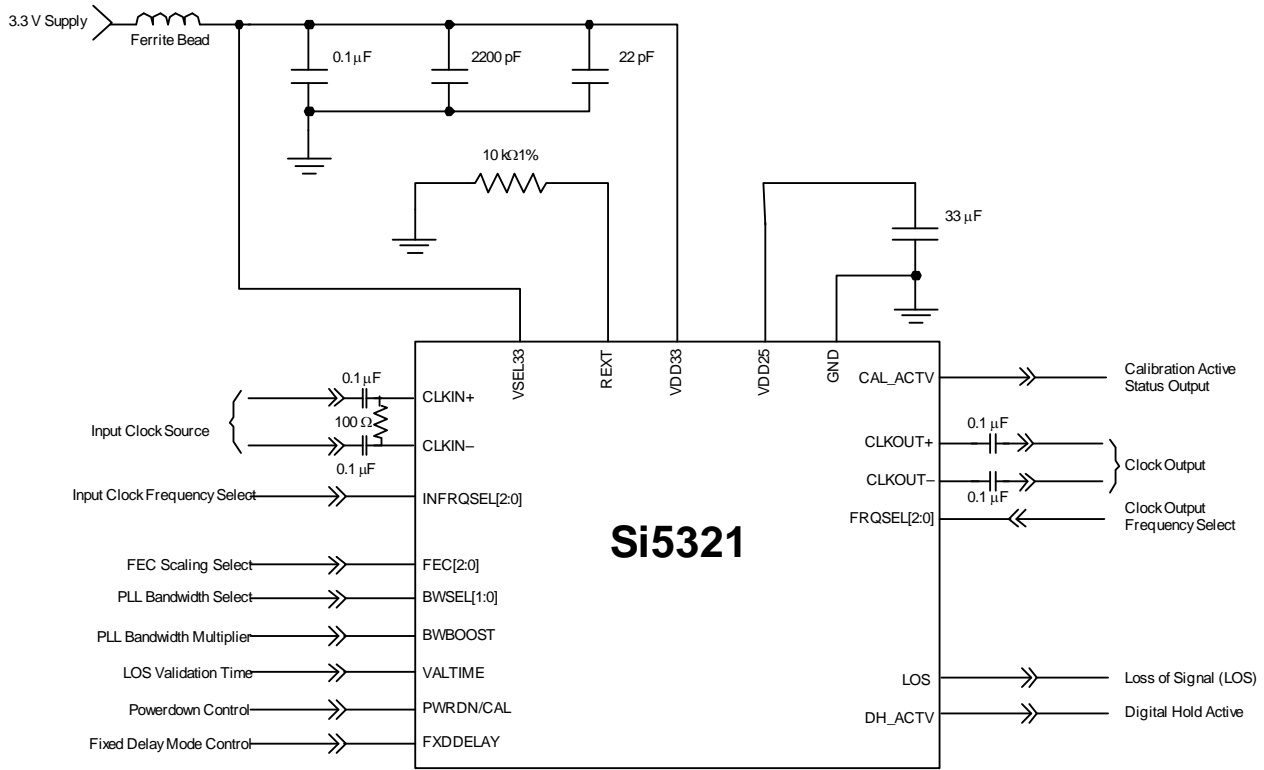 3.3 V Supply
Ferrite Bead
0.1 μF
2200 pF
22 pF
10 kΩ1%
33 μF
VSEL33
REXT
VDD33
VDD25
GND
0.1 μF
100 Ω
0.1 μF
Input Clock Source
CLKIN+
CLKIN–
Input Clock Frequency Select
INFRQSEL[2:0]
FEC Scaling Select
FEC[2:0]
PLL Bandwidth Select
BWSEL[1:0]
PLL Bandwidth Multiplier
BWBOOST
LOS Validation Time
VALTIME
Powerdown Control
PWRDN/CAL
Fixed Delay Mode Control
FXDDELAY
Si5321
CAL_ACTV
Calibration Active
Status Output
CLKOUT+
0.1 μF
CLKOUT–
0.1 μF
Clock Output
FRQSEL[2:0]
Clock Output
Frequency Select
LOS
Loss of Signal (LOS)
DH_ACTV
Digital Hold Active